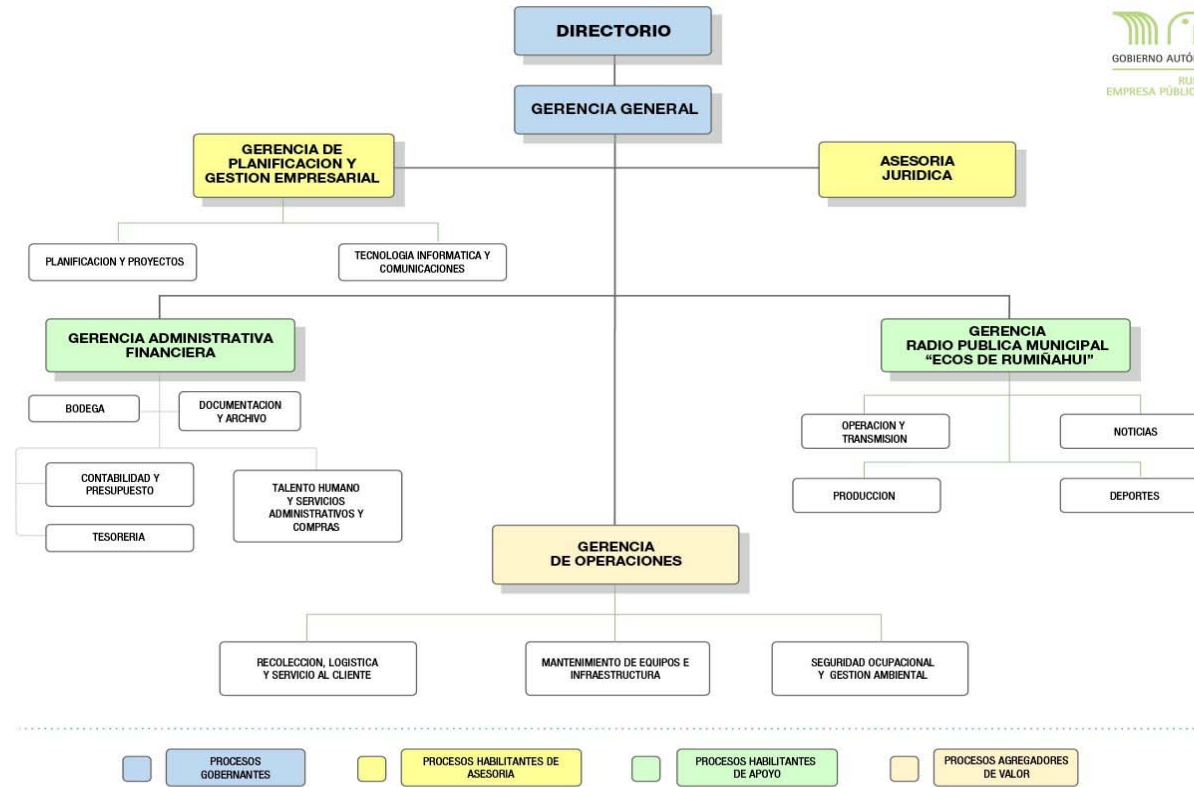 DIRECTORIO
GOBIERNO AUTÓ
GERENCIA GENERAL
EMPRESA PÚBLIC
GERENCIA DE
PLANIFICACION Y
GESTION EMPRESARIAL
ASESORIA
JURIDICA
PLANIFICACION Y PROYECTOS
TECNOLOGIA INFORMATICA Y
COMUNICACIONES
GERENCIA ADMINISTRATIVA
FINANCIERA
GERENCIA
RADIO PUBLICA MUNICIPAL
“ECOS DE RUMIÑAHUI”
BODEGA
DOCUMENTACION
Y ARCHIVO
OPERACION Y
TRANSMISION
NOTICIAS
CONTABILIDAD Y
PRESUPUESTO
TALENTO HUMANO
Y SERVICIOS
ADMINISTRATIVOS Y
COMPRAS
PRODUCCION
DEPORTES
TESORERIA
GERENCIA
DE OPERACIONES
RECOLECCION, LOGISTICA
Y SERVICIO AL CLIENTE
MANTENIMIENTO DE EQUIPOS E
INFRAESTRUCTURA
SEGURIDAD OCUPACIONAL
Y GESTION AMBIENTAL
PROCESOS
GOBERNANTES
PROCESOS HABILITANTES DE
ASESORIA
PROCESOS HABILITANTES
DE APOYO
PROCESOS AGREGADORES
DE VALOR